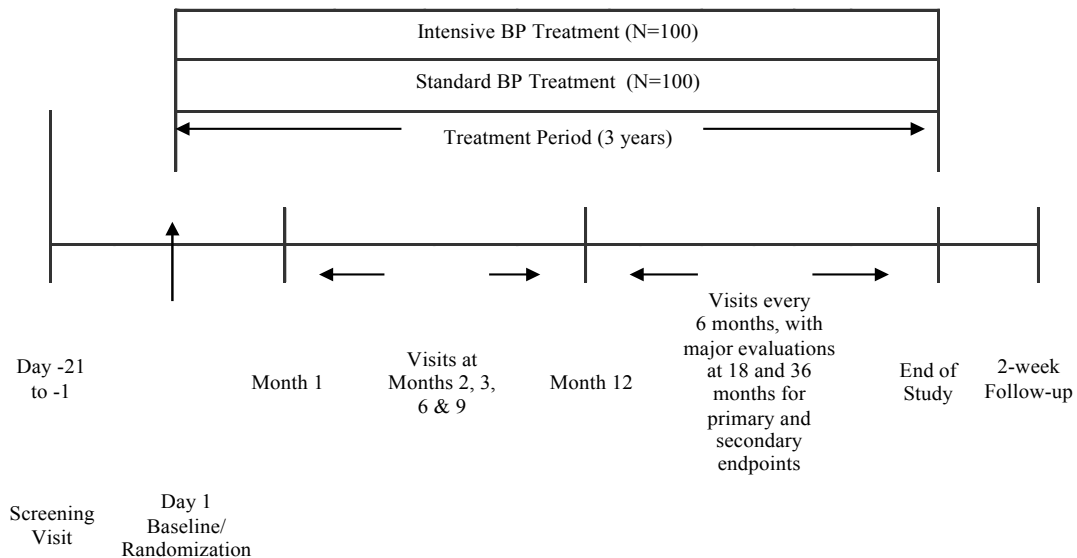 Intensive BP Treatment (N=100)
Standard BP Treatment (N=100)
Treatment Period (3 years)
Day -21
to -1
Month 1
Visits at
Months 2, 3,
6 & 9
Month 12
Visits every
6 months, with
major evaluations
at 18 and 36
months for
primary and
secondary
endpoints
End of
Study
2-week
Follow-up
Screening
Visit
Day 1
Baseline/
Randomization